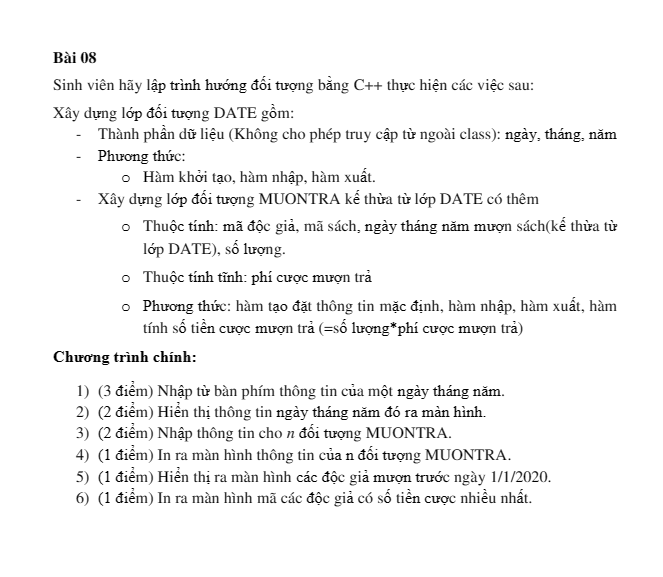 Bài 08
Sinh viên hãy lập trình hướng đối tượng bằng C++ thực hiện các việc sau:
Xây dựng lớp đối tượng DATE gồm:
- Thành phần dữ liệu (Không cho phép truy cập từ ngoài class): ngày, tháng, năm
- Phương thức:
o Hàm khởi tạo, hàm nhập, hàm xuất.
- Xây dựng lớp đối tượng MUONTRA kế thừa từ lớp DATE có thêm
o Thuộc tính: mã độc giả, mã sách, ngày tháng năm mượn sách(kế thừa từ
lớp DATE), số lượng.
o Thuộc tính tĩnh: phí cược mượn trả
o Phương thức: hàm tạo đặt thông tin mặc định, hàm nhập, hàm xuất, hàm
tính số tiền cược mượn trả (=số lượng*phí cược mượn trả)
Chương trình chính:
1) (3 điểm) Nhập từ bàn phím thông tin của một ngày tháng năm.
2) (2 điểm) Hiển thị thông tin ngày tháng năm đó ra màn hình.
3) (2 điểm) Nhập thông tin cho n đối tượng MUONTRA.
4) (1 điểm) In ra màn hình thông tin của n đối tượng MUONTRA.
5) (1 điểm) Hiển thị ra màn hình các độc giả mượn trước ngày 1/1/2020.
6) (1 điểm) In ra màn hình mã các độc giả có số tiền cược nhiều nhất.